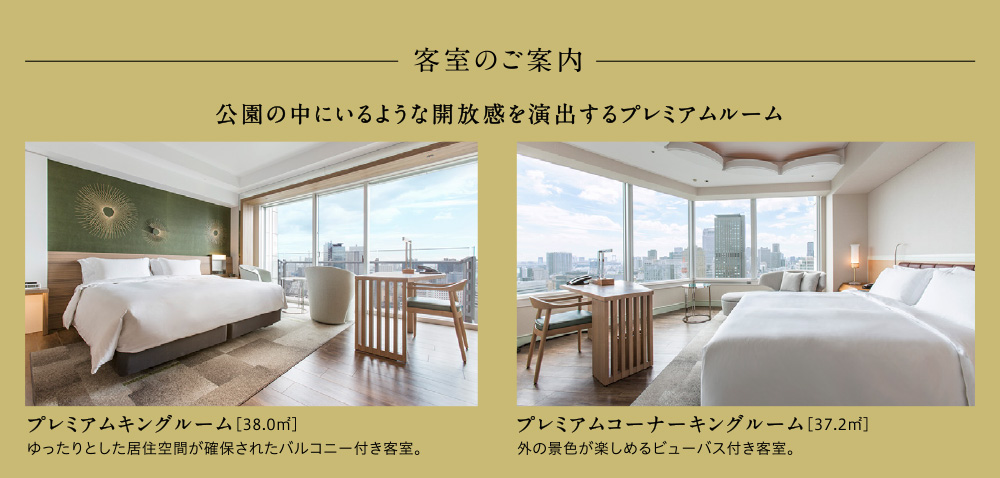 客室のご案内
公園の中にいるような開放感を演出するプレミアムルーム
プレミアムキングルーム[38.0㎡]
ゆったりとした居住空間が確保されたバルコニー付き客室。
プレミアムコーナーキングルーム[37.2㎡]
外の景色が楽しめるビューバス付き客室。